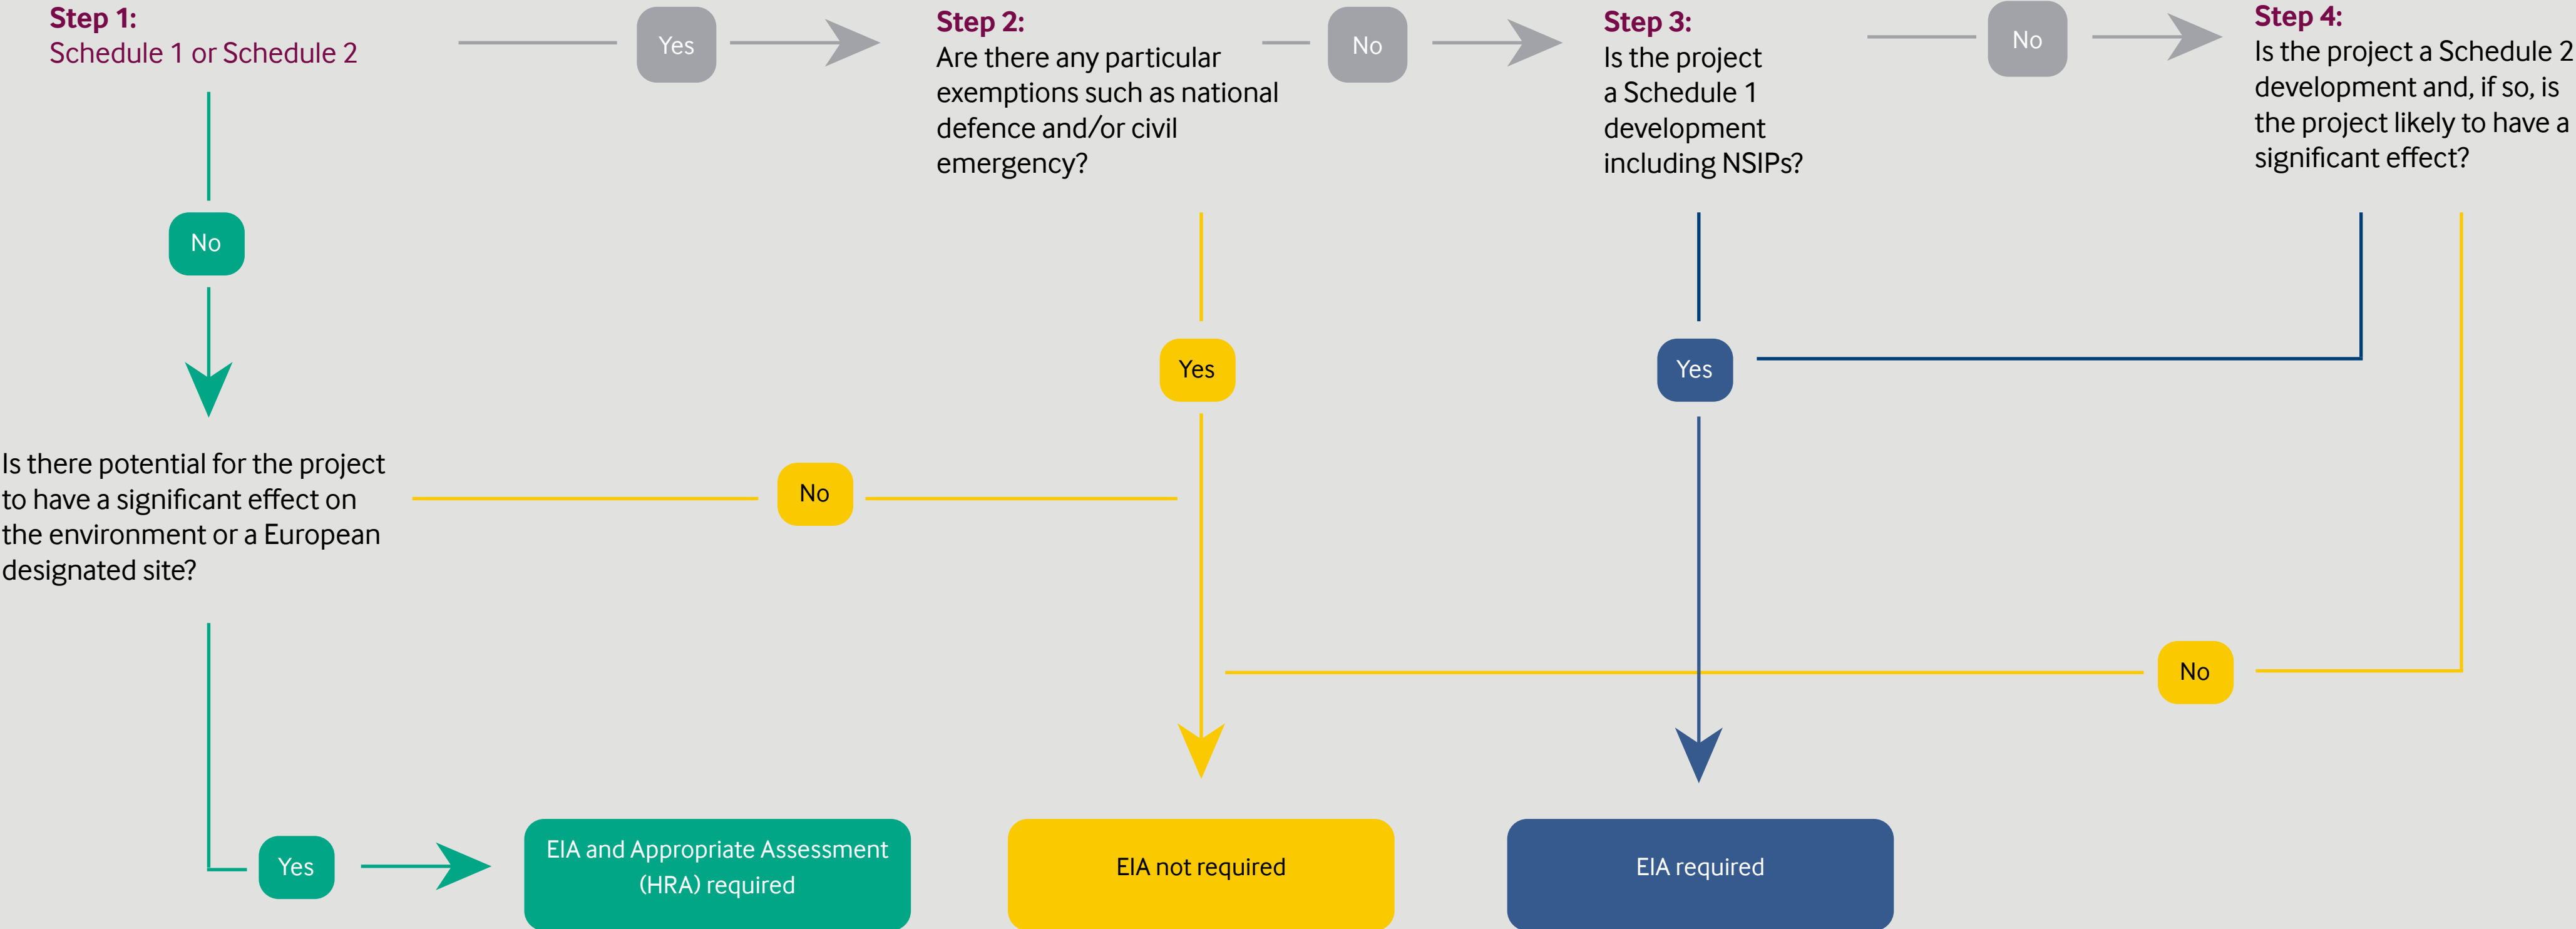 Step 1:
Schedule 1 or Schedule 2
Yes
Step 2:
Are there any particular
exemptions such as national
defence and/or civil
emergency?
No
Step 3:
Is the project
a Schedule 1
development
including NSIPs?
No
Step 4:
Is the project a Schedule 2
development and, if so, is
the project likely to have a
significant effect?
No
Yes
Yes
Is there potential for the project
to have a significant effect on
the environment or a European
designated site?
No
No
Yes
EIA and Appropriate Assessment
(HRA) required
EIA not required
EIA required